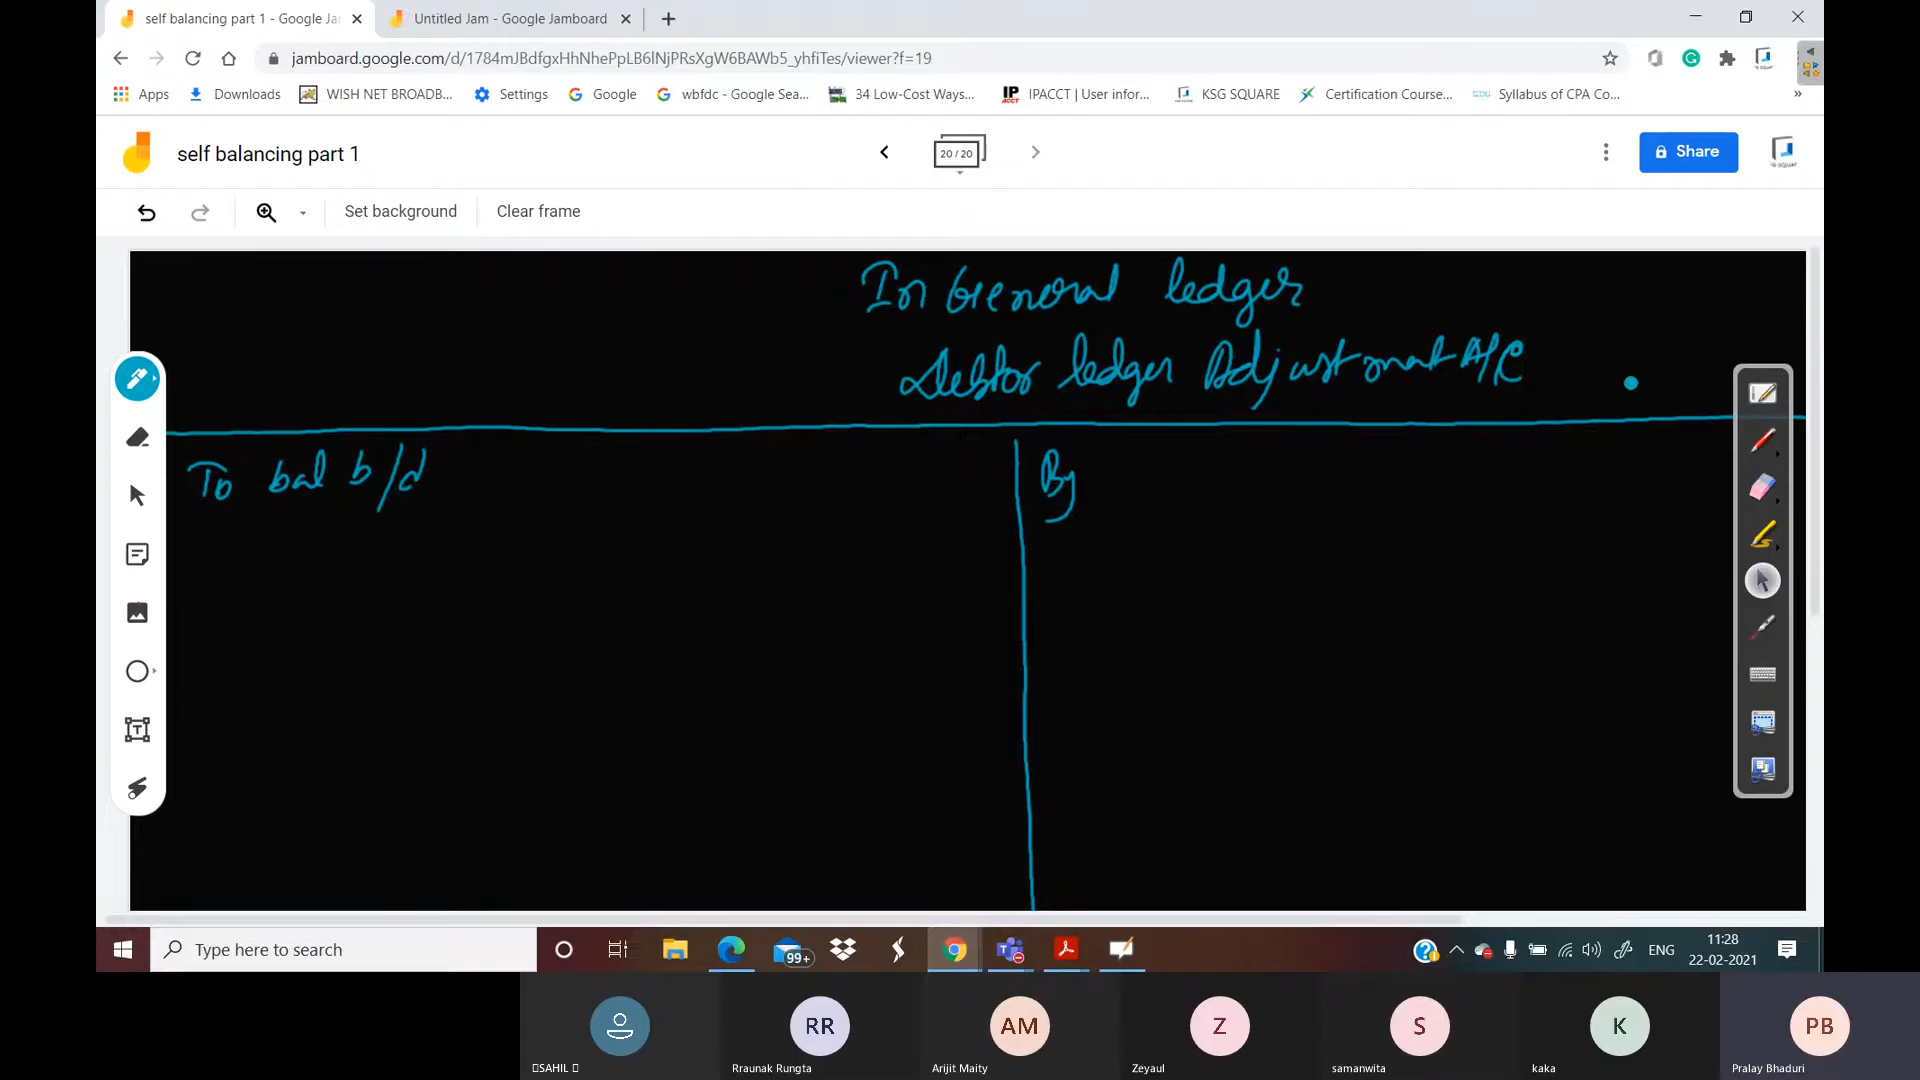 self balancing part 1 - Google Ja
Untitled Jam - Google Jamboard
jamboard.google.com/d/1784mJBdfgxHhNhePpLB6lNjPRsXgW6BAWb5_yhfiTes/viewer?f=19
Apps Downloads WISH NET BROADB... Settings Google wbfdc - Google Sea... 34 Low-Cost Ways... IPACCT | User infor... KSG SQUARE Certification Course... Syllabus of CPA Co... »
self balancing part 1
20 / 20
Share
Set background Clear frame
In General ledger
Debtor ledger Adjustment A/C
To bal b/d
By
Type here to search
99+
ENG
11:28
22-02-2021
RR AM Z S K PB
SAHIL Rraunak Rungta Arijit Maity Zeyaul samanwita kaka Pralay Bhaduri